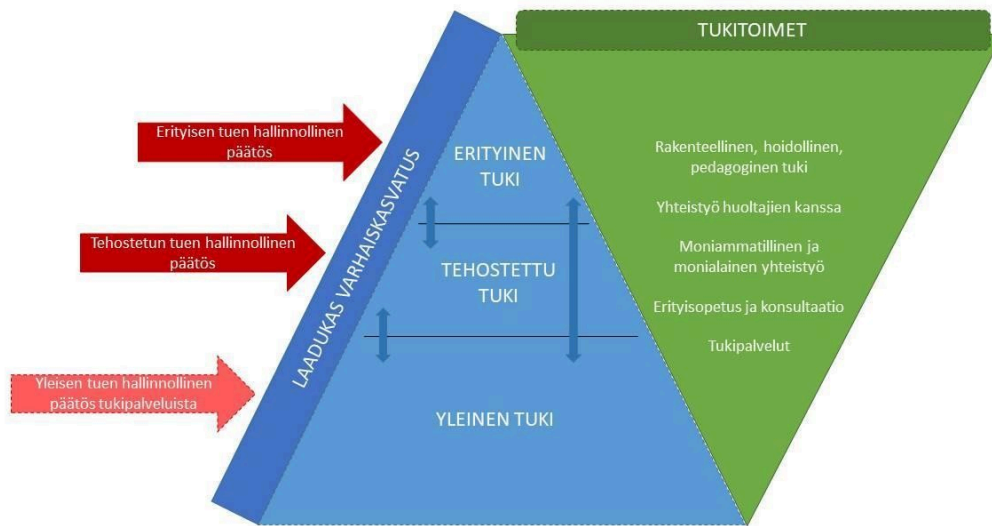 TUKITOIMET
Erityisen tuen hallinnollinen
päätös
Tehostetun tuen hallinnollinen
päätös
Yleisen tuen hallinnollinen
päätös tukipalveluista
LAADUKAS VARHAISKASVATUS
ERITYINEN
TUKI
TEHOSTETTU
TUKI
YLEINEN TUKI
Rakenteellinen, hoidollinen,
pedagoginen tuki
Yhteistyö huoltajien kanssa
Moniammatillinen ja
monialainen yhteistyö
Erityisopetus ja konsultaatio
Tukipalvelut